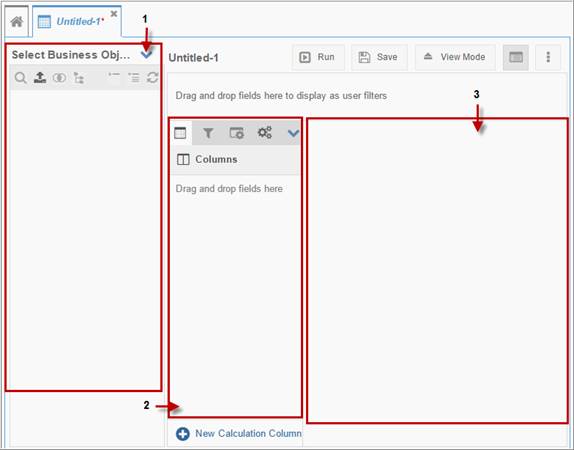 Untitled-1*
1
Select Business Obj...
Untitled-1
Run
Save
View Mode
Drag and drop fields here to display as user filters
3
Columns
Drag and drop fields here
2
New Calculation Column